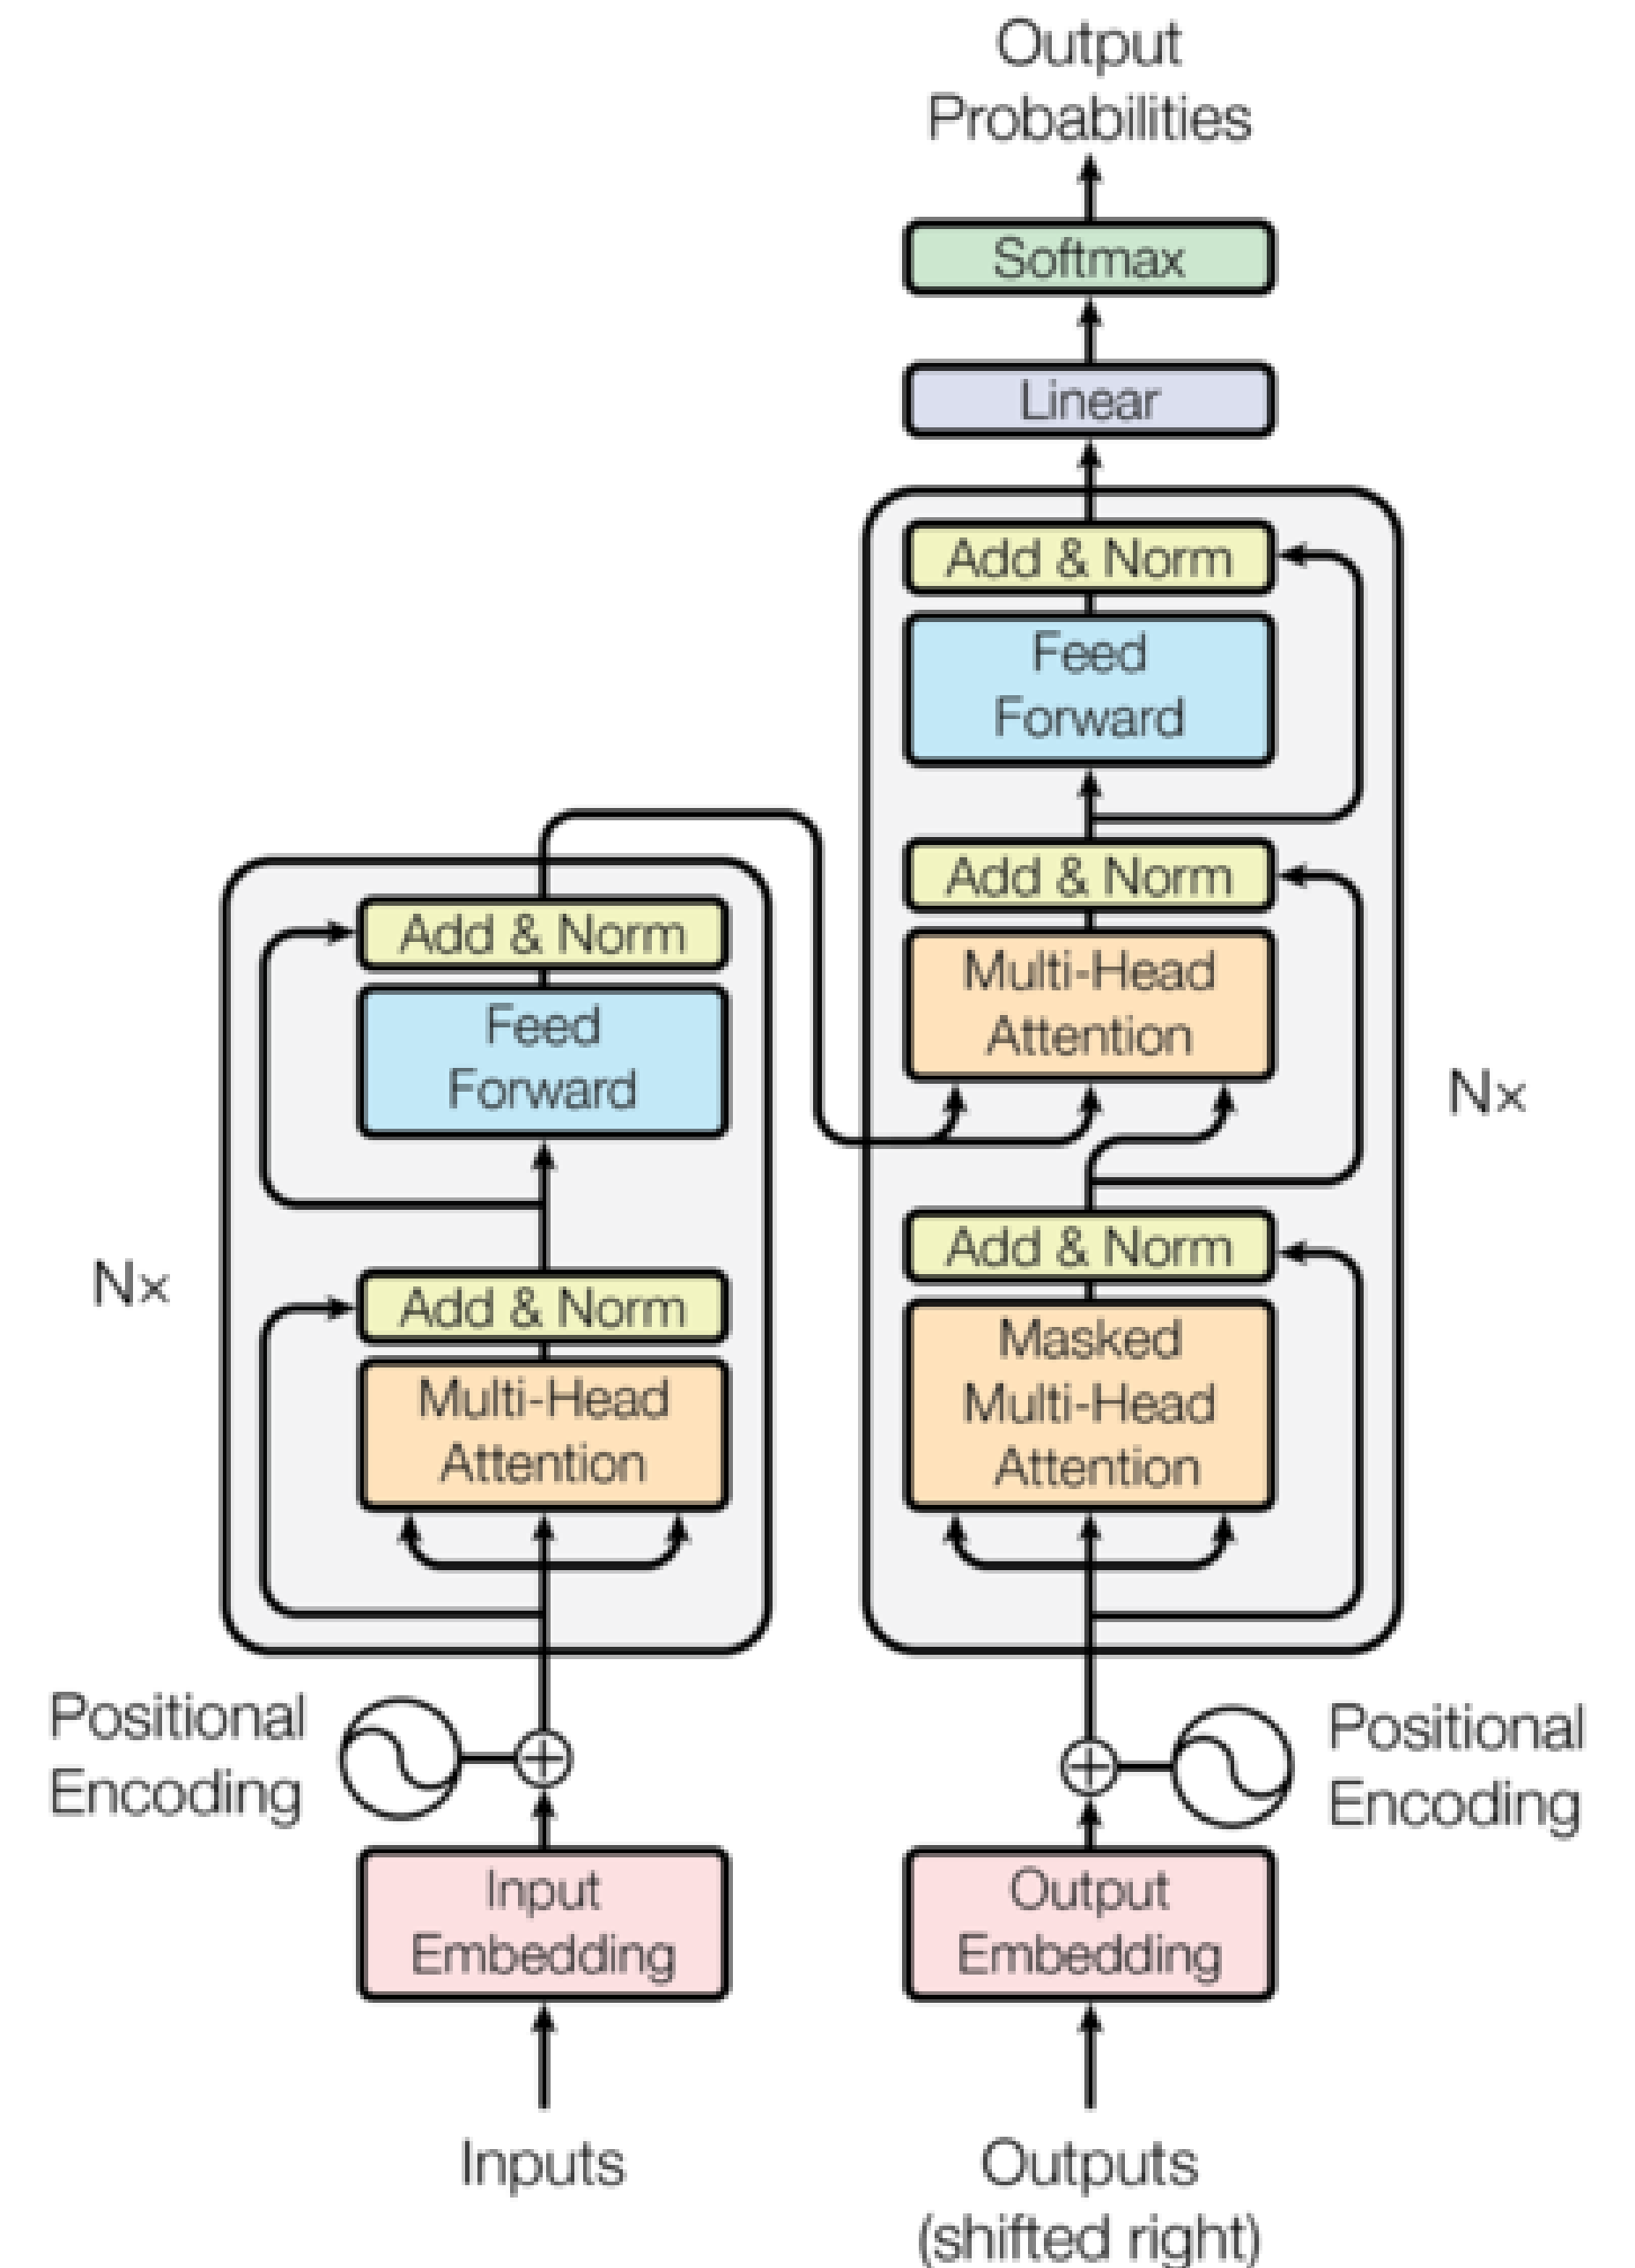 Output
Probabilities
Softmax
Linear
Add & Norm
Feed
Forward
Add & Norm
Multi-Head
Attention
Nx
Add & Norm
Masked
Multi-Head
Attention
Add & Norm
Feed
Forward
Nx
Add & Norm
Multi-Head
Attention
Positional
Encoding
Positional
Encoding
Input
Embedding
Output
Embedding
Inputs
Outputs
(shifted right)